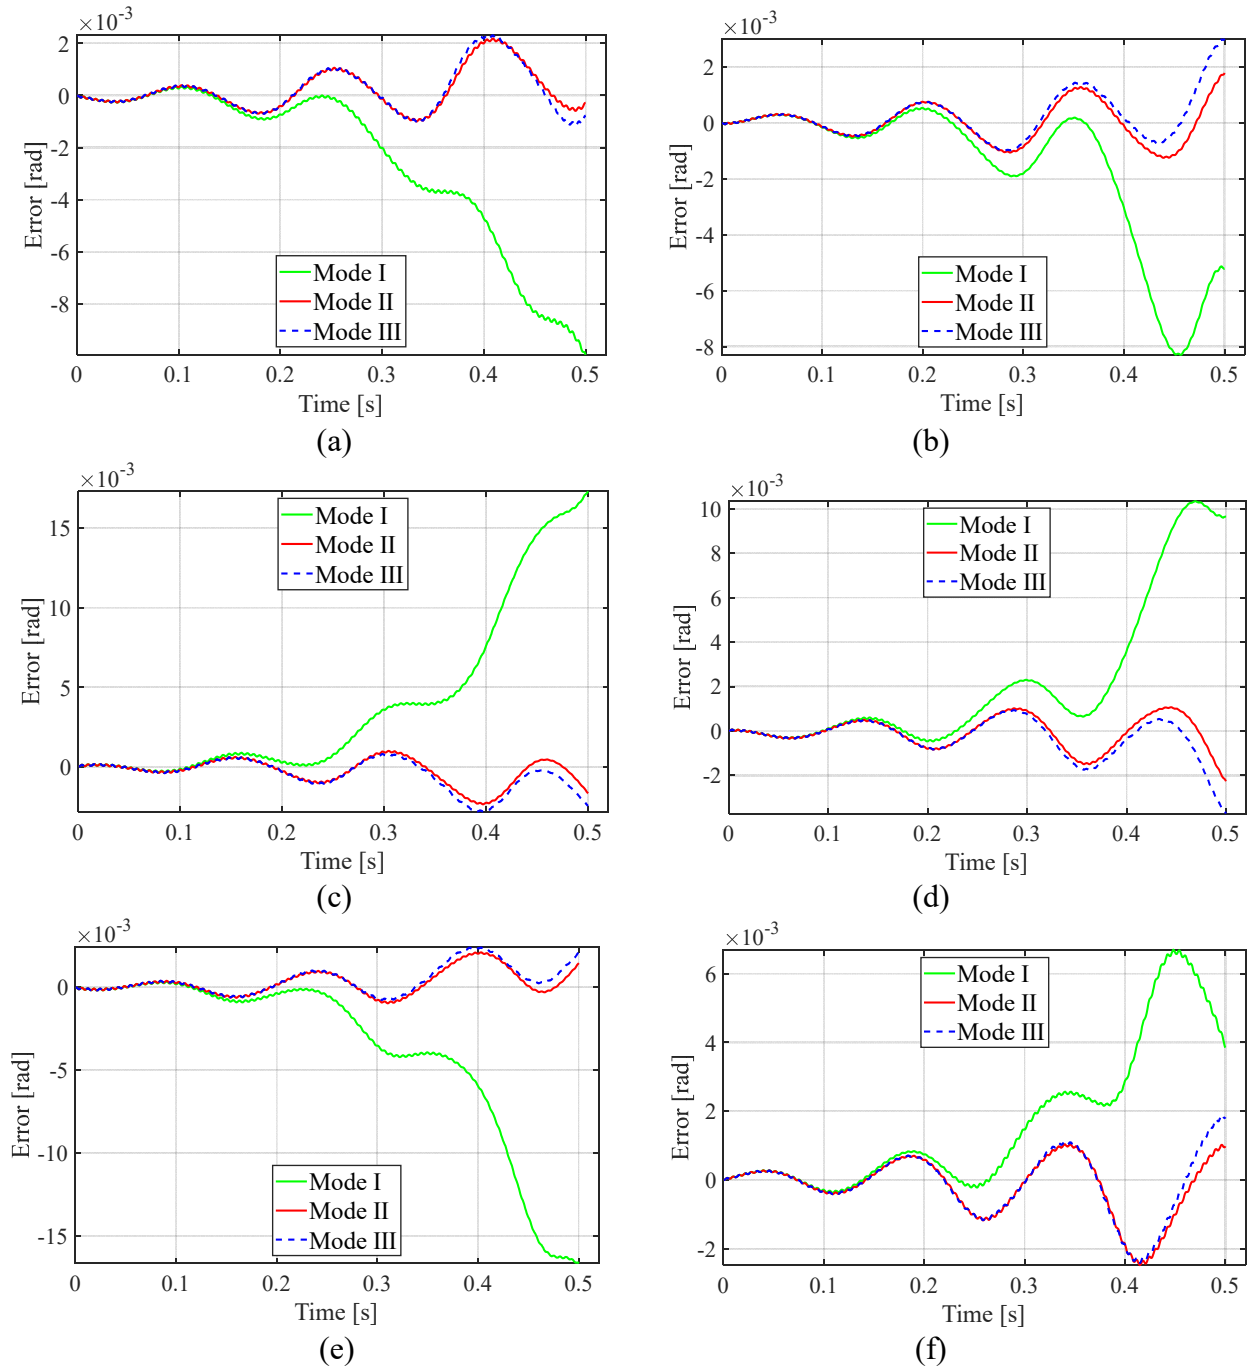 ×10-3
2
0
-2
-4
-6
-8
Error [rad]
Mode I
Mode II
Mode III
0 0.1 0.2 0.3 0.4 0.5
Time [s]
(a)
×10-3
2
0
-2
-4
-6
-8
Error [rad]
Mode I
Mode II
Mode III
0 0.1 0.2 0.3 0.4 0.5
Time [s]
(b)
×10-3
15
10
5
0
Error [rad]
Mode I
Mode II
Mode III
0 0.1 0.2 0.3 0.4 0.5
Time [s]
(c)
×10-3
10
8
6
4
2
0
-2
Error [rad]
Mode I
Mode II
Mode III
0 0.1 0.2 0.3 0.4 0.5
Time [s]
(d)
×10-3
0
-5
-10
-15
Error [rad]
Mode I
Mode II
Mode III
0 0.1 0.2 0.3 0.4 0.5
Time [s]
(e)
×10-3
6
4
2
0
-2
Error [rad]
Mode I
Mode II
Mode III
0 0.1 0.2 0.3 0.4 0.5
Time [s]
(f)